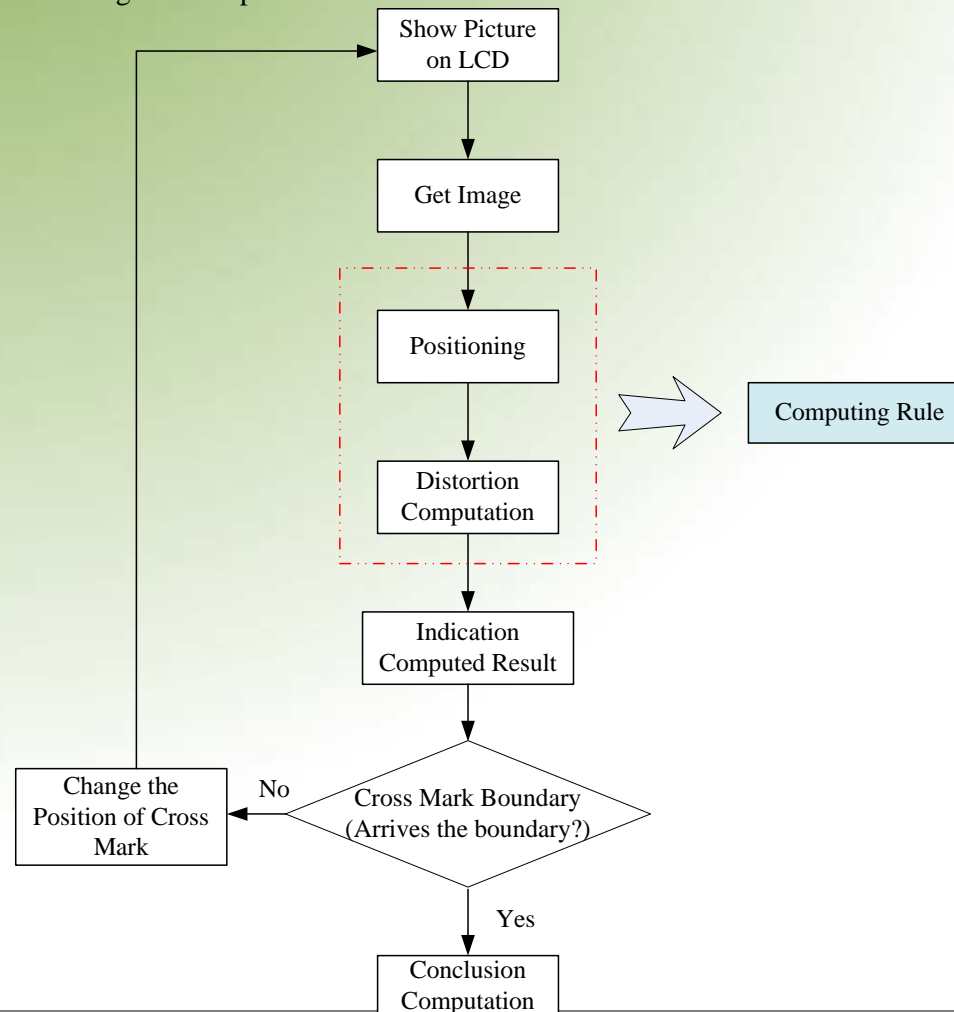 Show Picture
on LCD
Get Image
Positioning
Computing Rule
Distortion
Computation
Indication
Computed Result
Change the
Position of Cross
Mark
No
Cross Mark Boundary
(Arrives the boundary?)
Yes
Conclusion
Computation